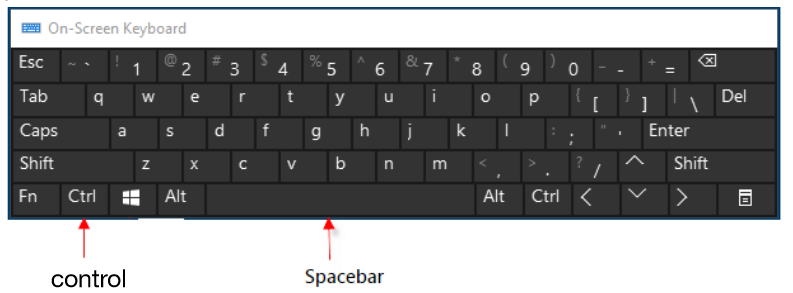 On-Screen Keyboard
Esc ~ ` ! 1 @ 2 # 3 $ 4 % 5 ^ 6 & 7 * 8 ( 9 ) 0 _ - + =
Tab q w e r t y u i o p { [ } ] | \ Del
Caps a s d f g h j k l : ; " ' Enter
Shift z x c v b n m < , > . ? / Shift
Fn Ctrl Alt Alt Ctrl
control Spacebar